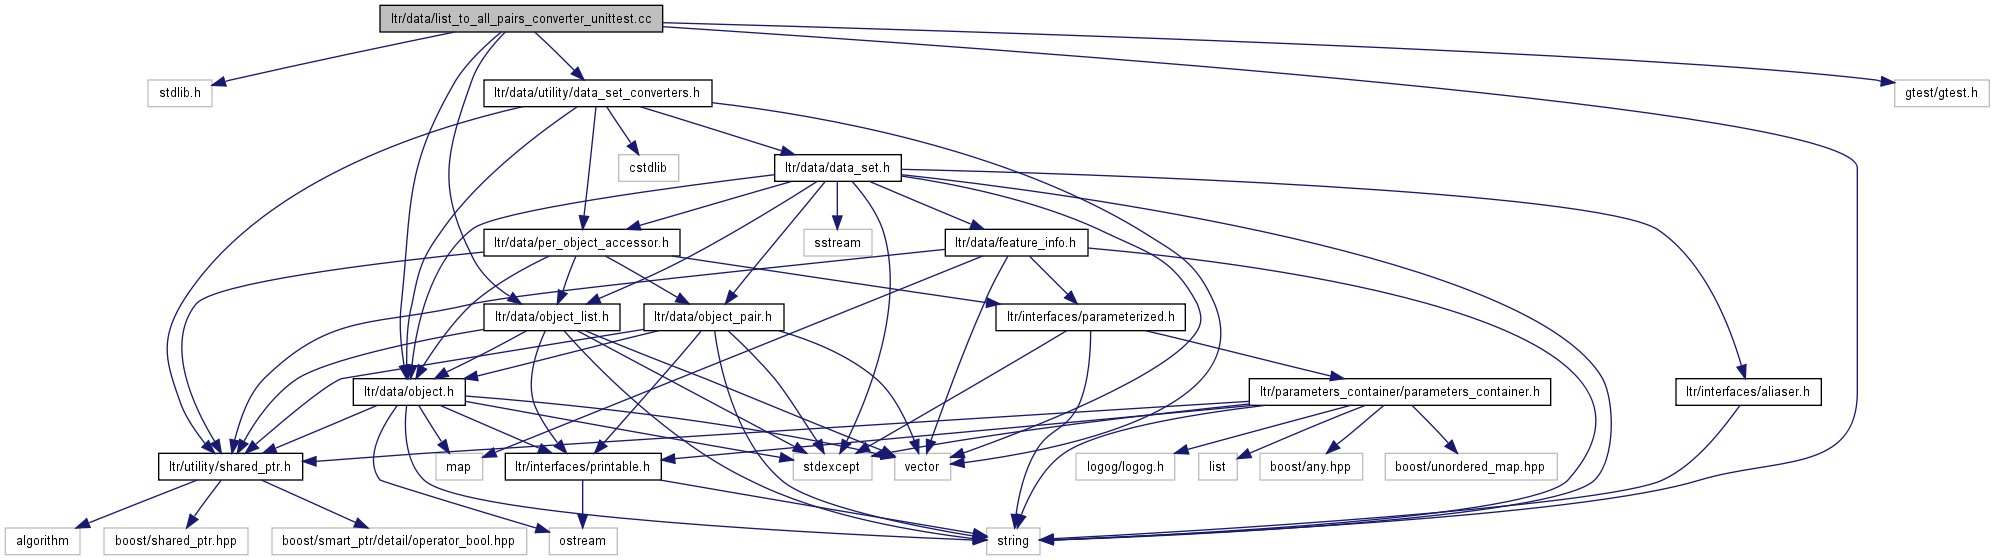 ltr/data/list_to_all_pairs_converter_unittest.cc
stdlib.h
ltr/data/utility/data_set_converters.h
gtest/gtest.h
cstdlib
ltr/data/data_set.h
ltr/data/per_object_accessor.h
sstream
ltr/data/feature_info.h
ltr/data/object_list.h
ltr/data/object_pair.h
ltr/interfaces/parameterized.h
ltr/data/object.h
ltr/parameters_container/parameters_container.h
ltr/interfaces/aliaser.h
ltr/utility/shared_ptr.h
map
ltr/interfaces/printable.h
stdexcept
vector
logog/logog.h
list
boost/any.hpp
boost/unordered_map.hpp
algorithm
boost/shared_ptr.hpp
boost/smart_ptr/detail/operator_bool.hpp
ostream
string